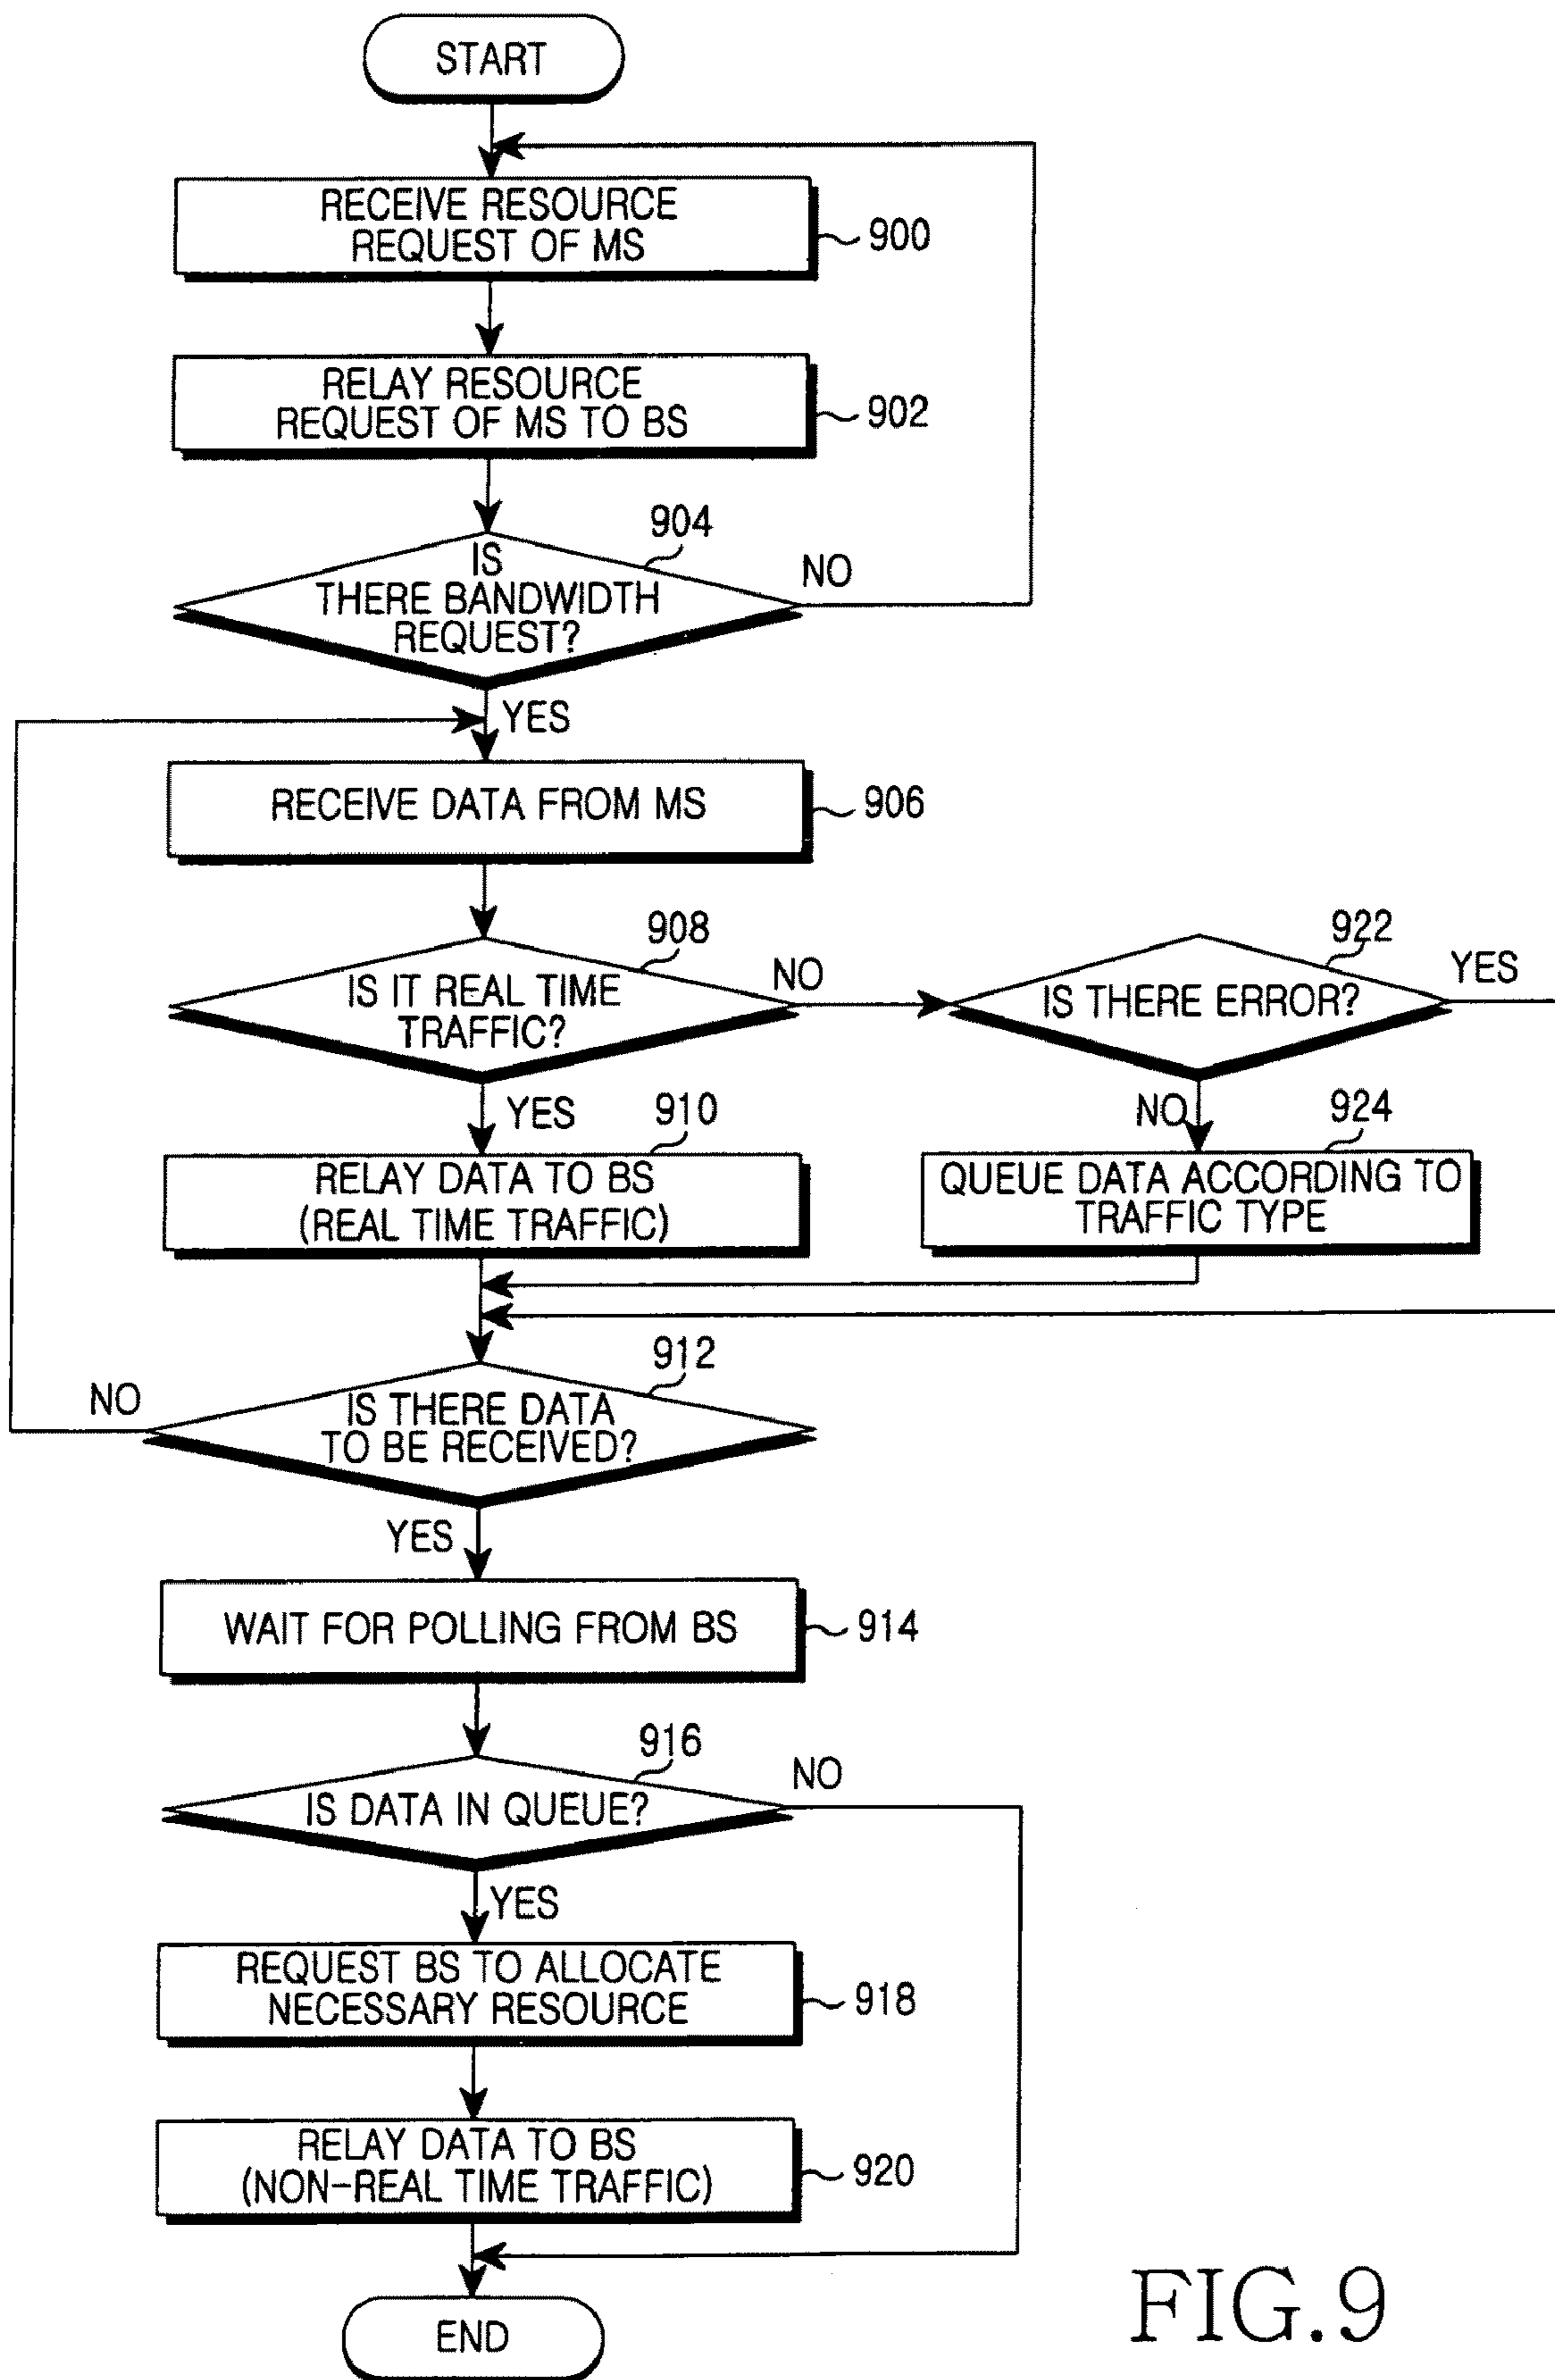 START
RECEIVE RESOURCE
REQUEST OF MS
900
RELAY RESOURCE
REQUEST OF MS TO BS
902
904
IS
THERE BANDWIDTH
REQUEST?
NO
YES
RECEIVE DATA FROM MS
906
908
IS IT REAL TIME
TRAFFIC?
NO
922
IS THERE ERROR?
YES
YES
910
RELAY DATA TO BS
(REAL TIME TRAFFIC)
NO
924
QUEUE DATA ACCORDING TO
TRAFFIC TYPE
912
NO
IS THERE DATA
TO BE RECEIVED?
YES
WAIT FOR POLLING FROM BS
914
916
IS DATA IN QUEUE?
NO
YES
REQUEST BS TO ALLOCATE
NECESSARY RESOURCE
918
RELAY DATA TO BS
(NON-REAL TIME TRAFFIC)
920
END
FIG.9